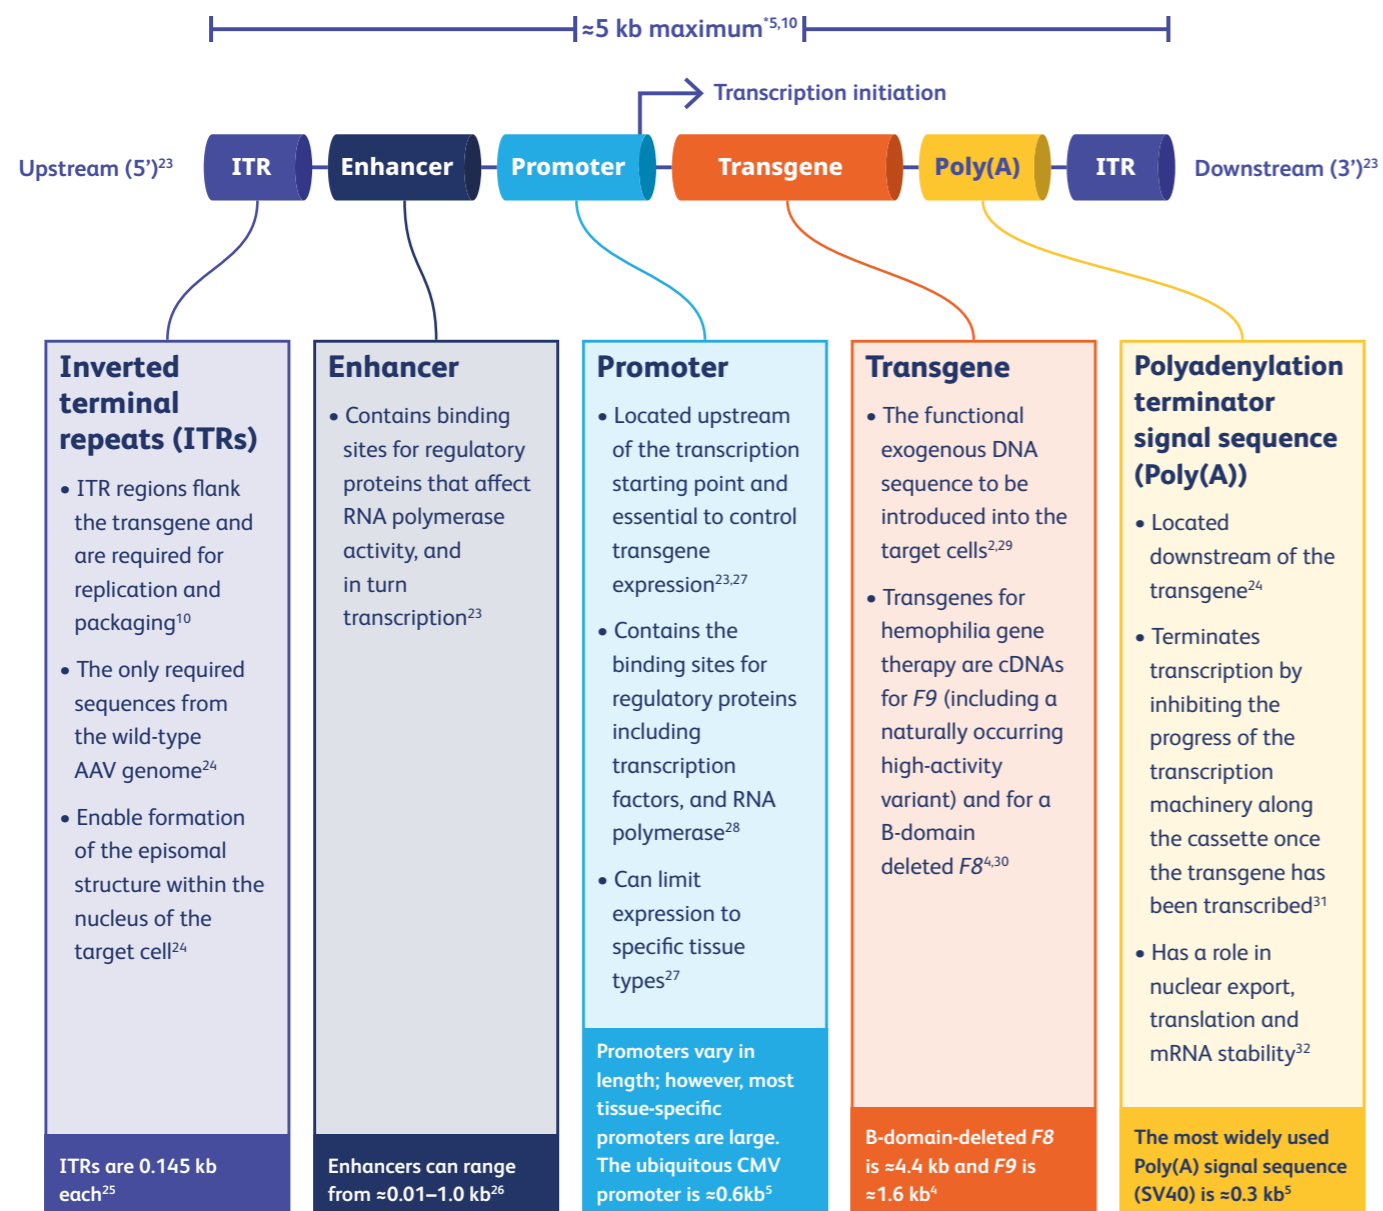 ≈5 kb maximum*5,10
Transcription initiation
Upstream (5’)23
ITR
Enhancer
Promoter
Transgene
Poly(A)
ITR
Downstream (3’)23
Inverted
terminal
repeats (ITRs)
• ITR regions flank
the transgene and
are required for
replication and
packaging10
• The only required
sequences from
the wild-type
AAV genome24
• Enable formation
of the episomal
structure within the
nucleus of the
target cell24
ITRs are 0.145 kb
each25
Enhancer
• Contains binding
sites for regulatory
proteins that affect
RNA polymerase
activity, and
in turn
transcription23
Enhancers can range
from ≈0.01–1.0 kb26
Promoter
• Located upstream
of the transcription
starting point and
essential to control
transgene
expression23,27
• Contains the
binding sites for
regulatory proteins
including
transcription
factors, and RNA
polymerase28
• Can limit
expression to
specific tissue
types27
Promoters vary in
length; however, most
tissue-specific
promoters are large.
The ubiquitous CMV
promoter is ≈0.6kb5
Transgene
• The functional
exogenous DNA
sequence to be
introduced into the
target cells2,29
• Transgenes for
hemophilia gene
therapy are cDNAs
for F9 (including a
naturally occurring
high-activity
variant) and for a
B-domain
deleted F84,30
B-domain-deleted F8
is ≈4.4 kb and F9 is
≈1.6 kb4
Polyadenylation
terminator
signal sequence
(Poly(A))
• Located
downstream of the
transgene24
• Terminates
transcription by
inhibiting the
progress of the
transcription
machinery along
the cassette once
the transgene has
been transcribed31
• Has a role in
nuclear export,
translation and
mRNA stability32
The most widely used
Poly(A) signal sequence
(SV40) is ≈0.3 kb5